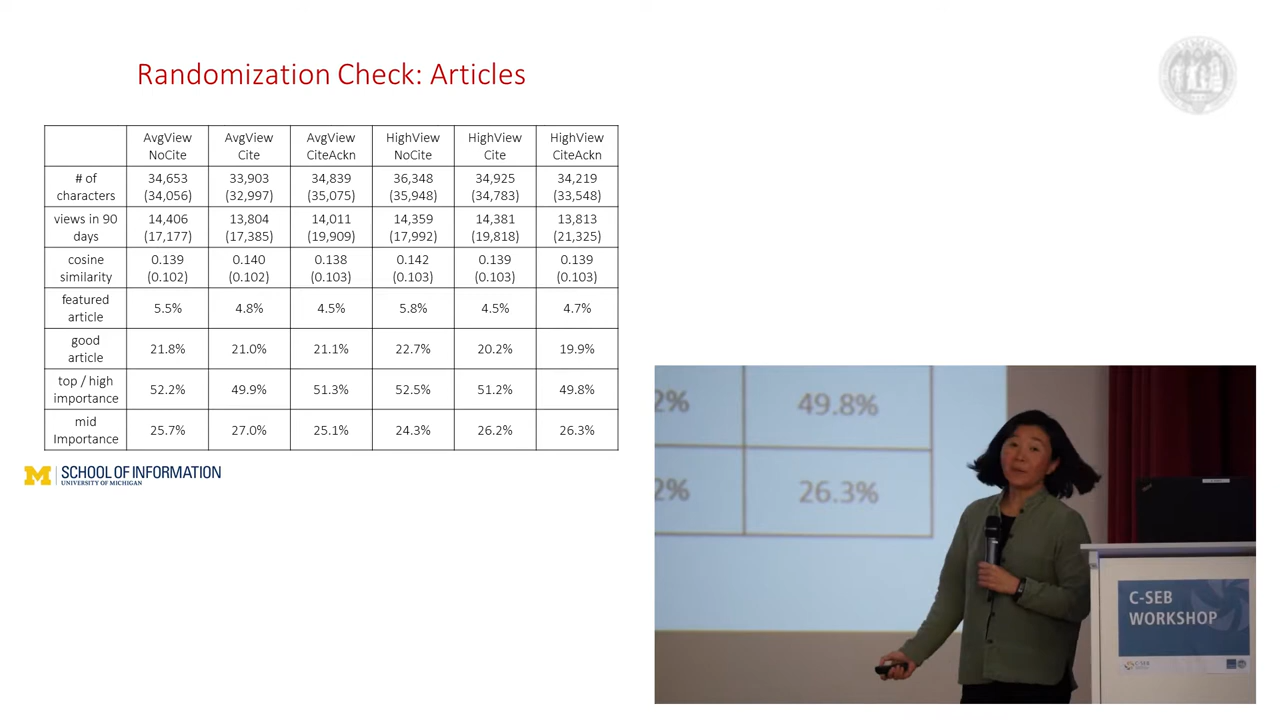 Randomization Check: Articles
AvgView NoCite
AvgView Cite
AvgView CiteAckn
HighView NoCite
HighView Cite
HighView CiteAckn
# of characters
34,653 (34,056)
33,903 (32,997)
34,839 (35,075)
36,348 (35,948)
34,925 (34,783)
34,219 (33,548)
views in 90 days
14,406 (17,177)
13,804 (17,385)
14,011 (19,909)
14,359 (17,992)
14,381 (19,818)
13,813 (21,325)
cosine similarity
0.139 (0.102)
0.140 (0.102)
0.138 (0.103)
0.142 (0.103)
0.139 (0.103)
0.139 (0.103)
featured article
5.5%
4.8%
4.5%
5.8%
4.5%
4.7%
good article
21.8%
21.0%
21.1%
22.7%
20.2%
19.9%
top / high importance
52.2%
49.9%
51.3%
52.5%
51.2%
49.8%
mid Importance
25.7%
27.0%
25.1%
24.3%
26.2%
26.3%
M SCHOOL OF INFORMATION
UNIVERSITY OF MICHIGAN
2% 49.8%
2% 26.3%
C-SEB
WORKSHOP
C-SEB